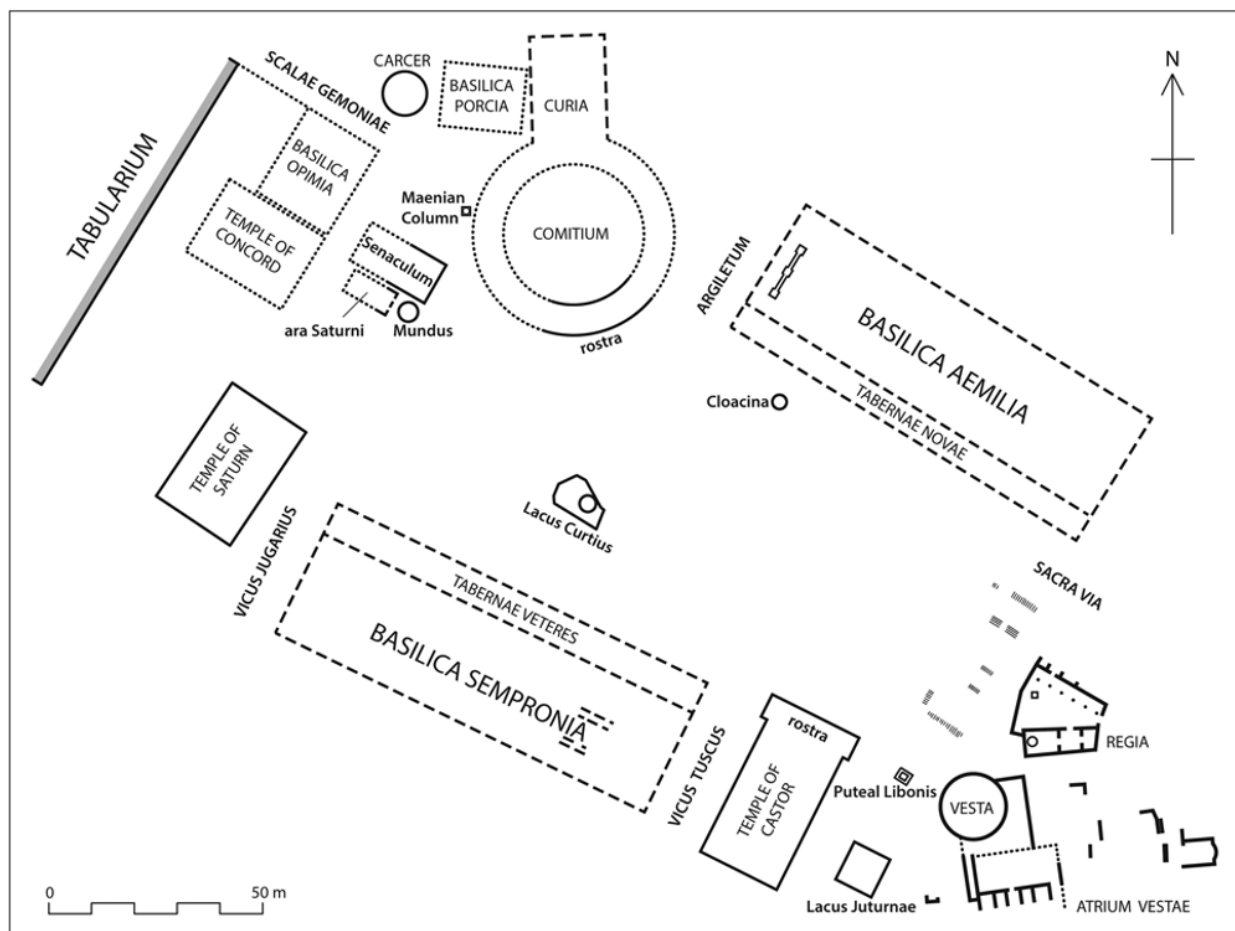 N
SCALAE GEMONIAE
CARCER
BASILICA
PORCIA
CURIA
TABULARIUM
BASILICA
OPIMIA
TEMPLE OF
CONCORD
Maenian
Column
Senaculum
COMITIUM
ara Saturni
Mundus
rostra
ARGILETUM
BASILICA AEMILIA
TABERNAE NOVAE
Cloacina
TEMPLE OF
SATURN
Lacus Curtius
VICUS JUGARIUS
TABERNAE VETERES
BASILICA SEMPRONIA
SACRA VIA
VICUS TUSCUS
rostra
TEMPLE OF
CASTOR
REGIA
Puteal Libonis
VESTA
Lacus Juturnae
ATRIUM VESTAE
0
50 m